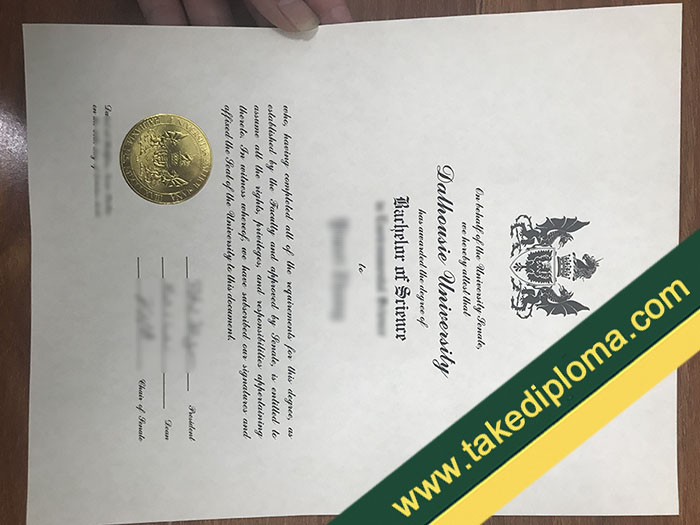 On behalf of the University Senate,
we hereby attest that
Dalhousie University
has awarded the degree of
Bachelor of Science
to
who, having completed all of the requirements for this degree, as
established by the Faculty and approved by Senate, is entitled to
assume all the rights, privileges, and responsibilities appertaining
thereto. In witness whereof, we have subscribed our signatures and
affixed the Seal of the University to this document.
President
Dean
Chair of Senate
www.takediploma.com